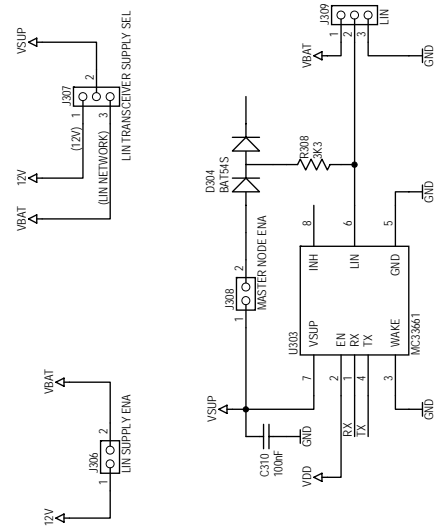 12V
J306
1
2
VBAT
LIN SUPPLY ENA
VBAT
12V
(12V)
(LIN NETWORK)
J307
1
2
3
VSUP
LIN TRANSCEIVER SUPPLY SEL
VSUP
C310
100nF
GND
J308
1
2
MASTER NODE ENA
D304
BAT54S
R308
3K3
VDD
RX
TX
GND
U303
7
VSUP
2
EN
1
RX
4
TX
3
WAKE
INH
8
LIN
6
GND
5
MC33661
GND
VBAT
J309
1
2
3
LIN
GND